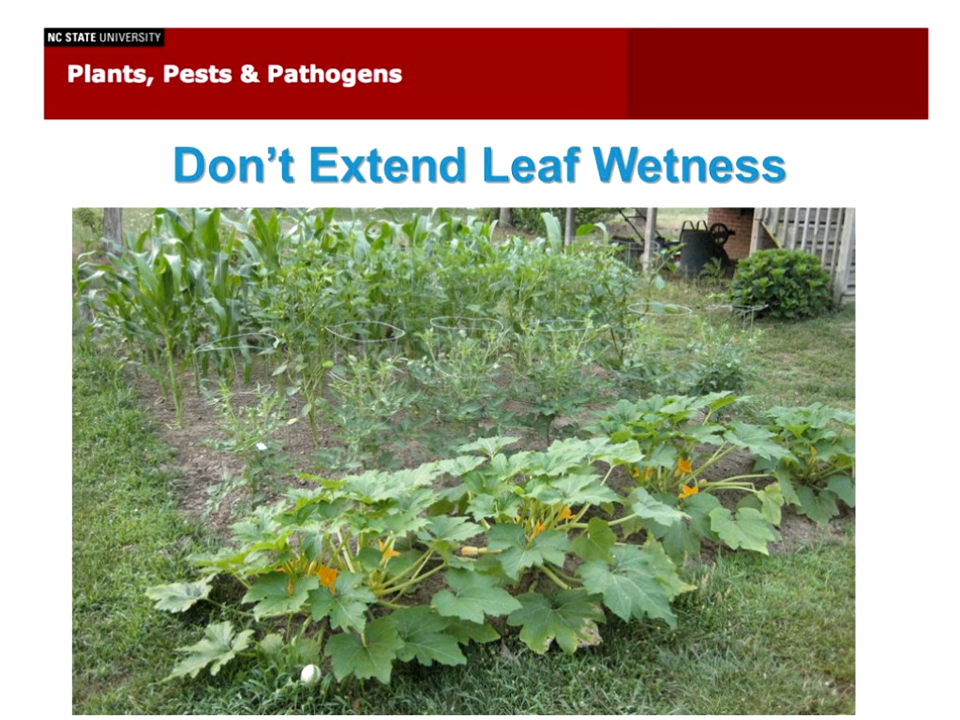 NC STATE UNIVERSITY
Plants, Pests & Pathogens
Don’t Extend Leaf Wetness